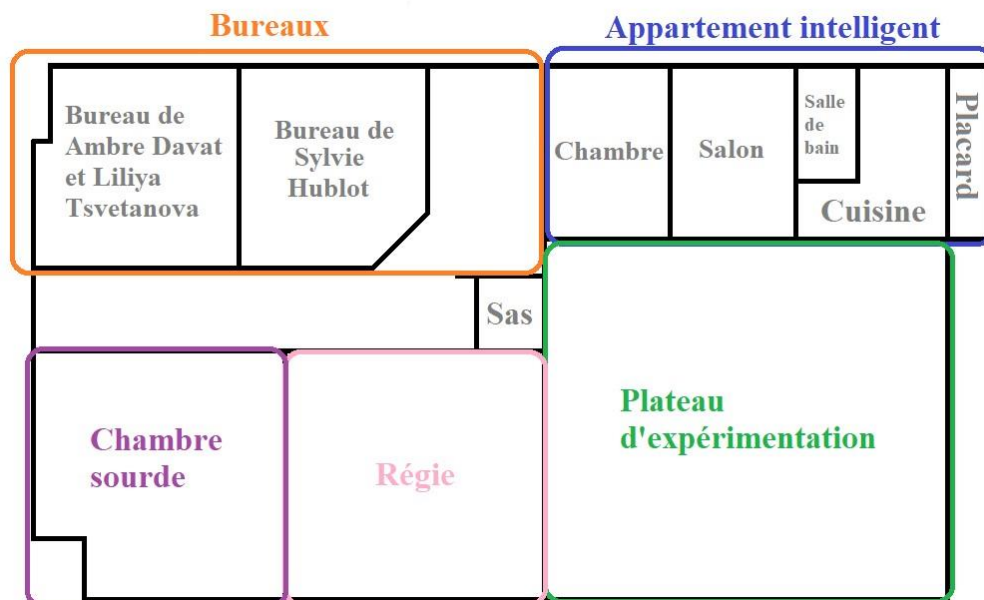 Bureaux
Appartement intelligent
Bureau de
Ambre Davat
et Liliya
Tsvetanova
Bureau de
Sylvie
Hublot
Chambre
Salon
Salle
de
bain
Cuisine
Placard
Sas
Chambre
sourde
Régie
Plateau
d'expérimentation